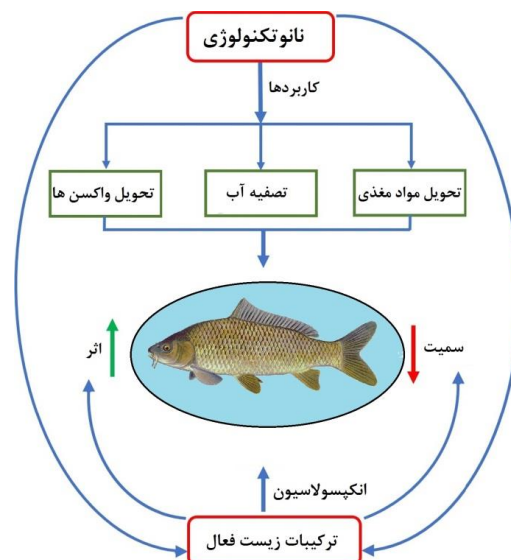 نانوتکنولوژی
کاربردها
تحویل مواد مغذی
تصفیه آب
تحویل واکسن ها
سمیت
اثر
انکپسولاسیون
ترکیبات زیست فعال